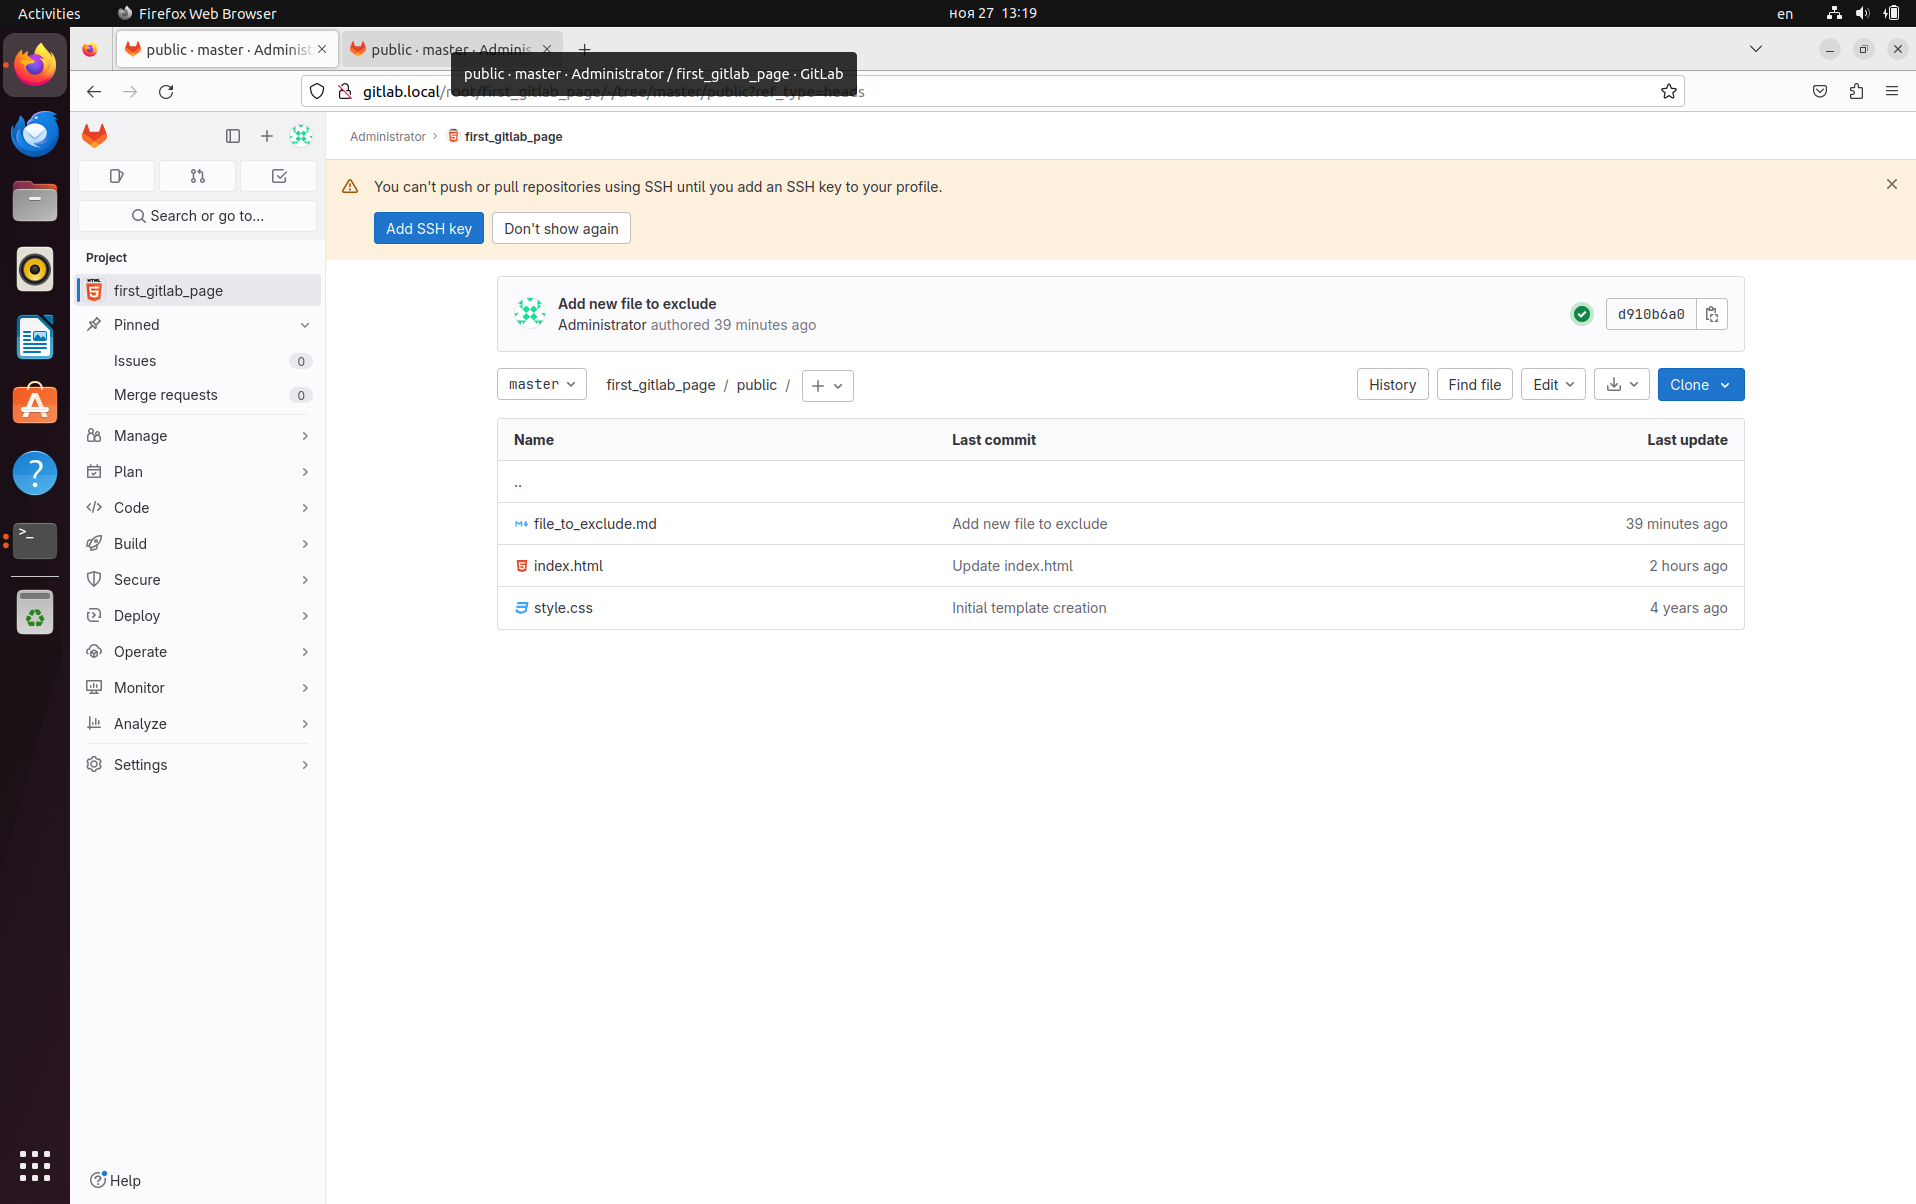 Activities
Firefox Web Browser
ноя 27 13:19
en
public · master · Administ
public · master · Adminis
public · master · Administrator / first_gitlab_page · GitLab
gitlab.local/root/first_gitlab_page/-/tree/master/public?ref_type=heads
Administrator
first_gitlab_page
You can't push or pull repositories using SSH until you add an SSH key to your profile.
Add SSH key
Don't show again
Search or go to...
Project
first_gitlab_page
Pinned
Issues 0
Merge requests 0
Manage
Plan
Code
Build
Secure
Deploy
Operate
Monitor
Analyze
Settings
Help
Add new file to exclude
Administrator authored 39 minutes ago
d910b6a0
master
first_gitlab_page / public /
History
Find file
Edit
Clone
Name Last commit Last update
..
file_to_exclude.md Add new file to exclude 39 minutes ago
index.html Update index.html 2 hours ago
style.css Initial template creation 4 years ago